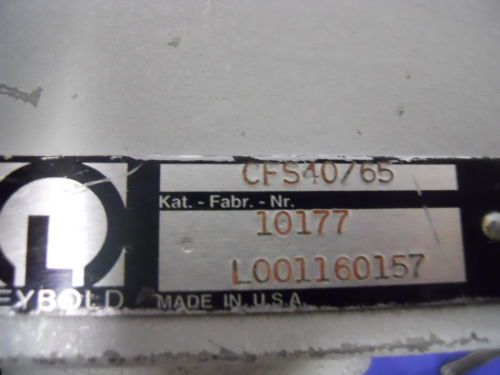 CFS40/65
Kat. - Fabr. - Nr.
10177
L001160157
L
EYBOLD
MADE IN U.S.A.